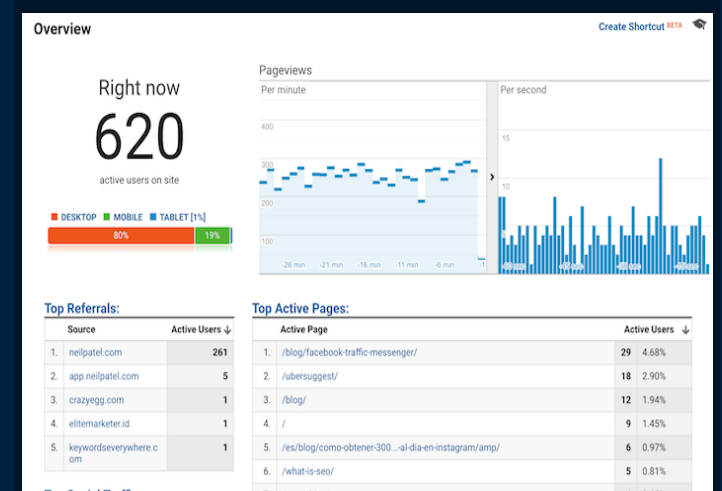 Overview
Create Shortcut BETA
Right now
620
active users on site
DESKTOP MOBILE TABLET [1%]
80% 19%
Pageviews
Per minute
400
300
200
100
-26 min -21 min -16 min -11 min -6 min -1
Per second
15
10
Top Referrals:
Source Active Users
1. neilpatel.com 261
2. app.neilpatel.com 5
3. crazyegg.com 1
4. elitemarketer.id 1
5. keywordseverywhere.c 1
om
Top Active Pages:
Active Page Active Users
1. /blog/facebook-traffic-messenger/ 29 4.68%
2. /ubersuggest/ 18 2.90%
3. /blog/ 12 1.94%
4. / 9 1.45%
5. /es/blog/como-obtener-300...-al-dia-en-instagram/amp/ 6 0.97%
6. /what-is-seo/ 5 0.81%